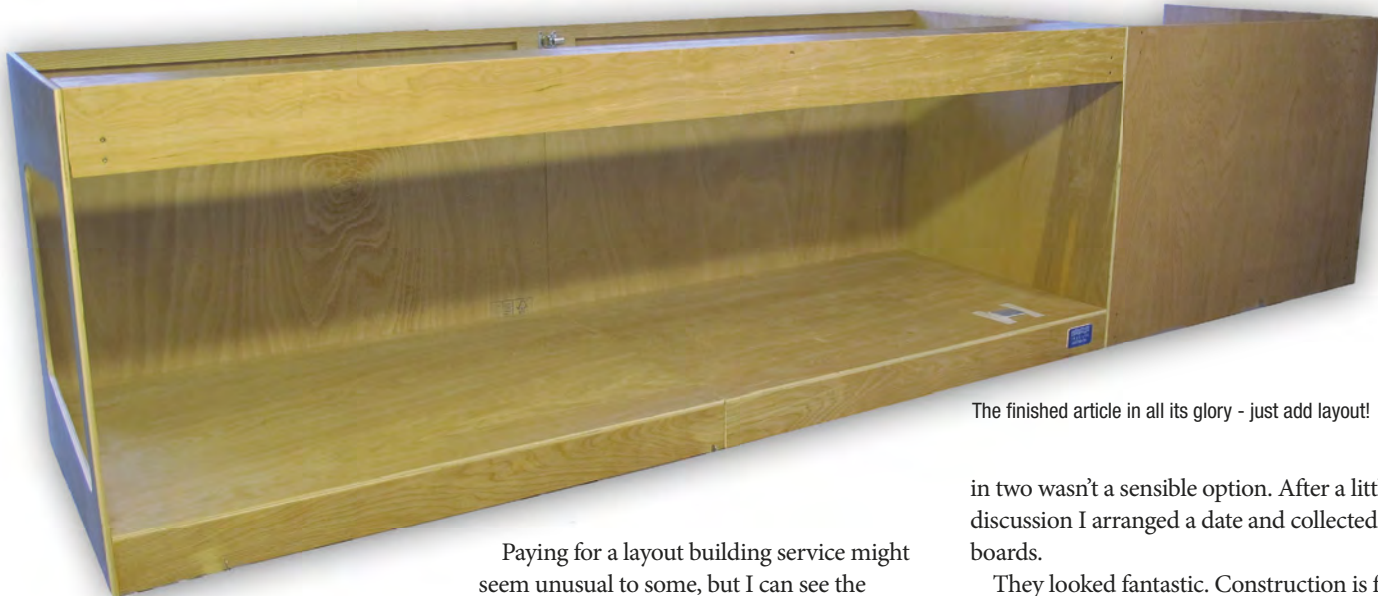 The finished article in all its glory - just add layout!
Paying for a layout building service might
seem unusual to some, but I can see the
in two wasn’t a sensible option. After a
discussion I arranged a date and collected
boards.
They looked fantastic. Construction is